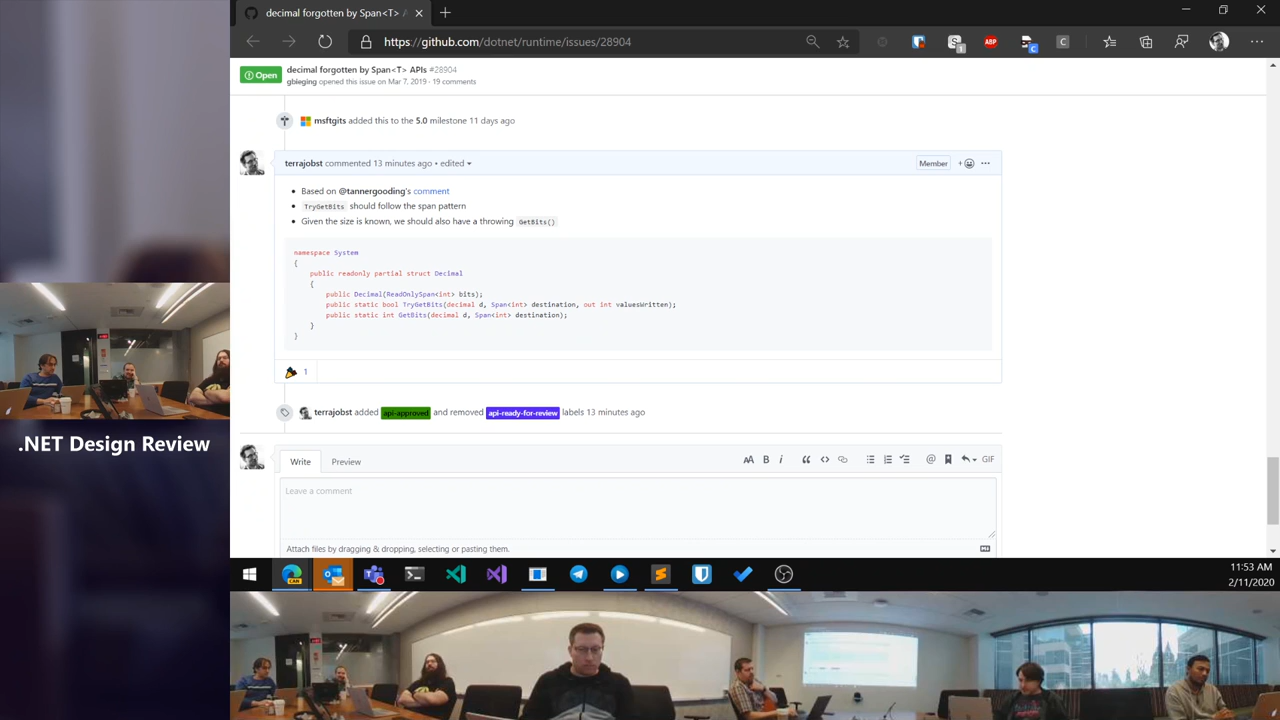 decimal forgotten by Span<T> APIs
https://github.com/dotnet/runtime/issues/28904
Open
decimal forgotten by Span<T> APIs #28904
gbieging opened this issue on Mar 7, 2019 · 19 comments
msftgits added this to the 5.0 milestone 11 days ago
terrajobst commented 13 minutes ago • edited
Member
Based on @tannergooding's comment
TryGetBits should follow the span pattern
Given the size is known, we should also have a throwing GetBits()
namespace System
{
public readonly partial struct Decimal
{
public Decimal(ReadOnlySpan<int> bits);
public static bool TryGetBits(decimal d, Span<int> destination, out int valuesWritten);
public static int GetBits(decimal d, Span<int> destination);
}
}
1
terrajobst added api-approved and removed api-ready-for-review labels 13 minutes ago
Write Preview
AA B i @ GIF
Leave a comment
Attach files by dragging & dropping, selecting or pasting them.
.NET Design Review
11:53 AM
2/11/2020